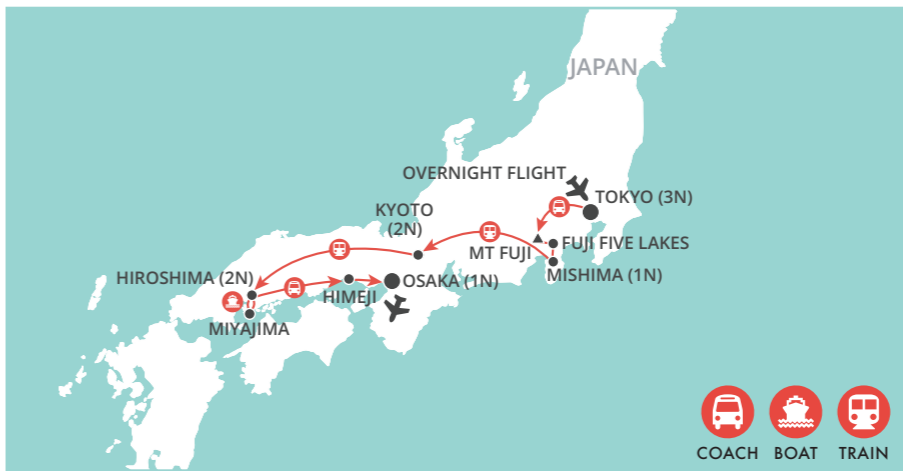 JAPAN
OVERNIGHT FLIGHT
TOKYO (3N)
KYOTO
(2N)
MT FUJI
FUJI FIVE LAKES
HIROSHIMA (2N)
MISHIMA (1N)
HIMEJI
OSAKA (1N)
MIYAJIMA
COACH BOAT TRAIN